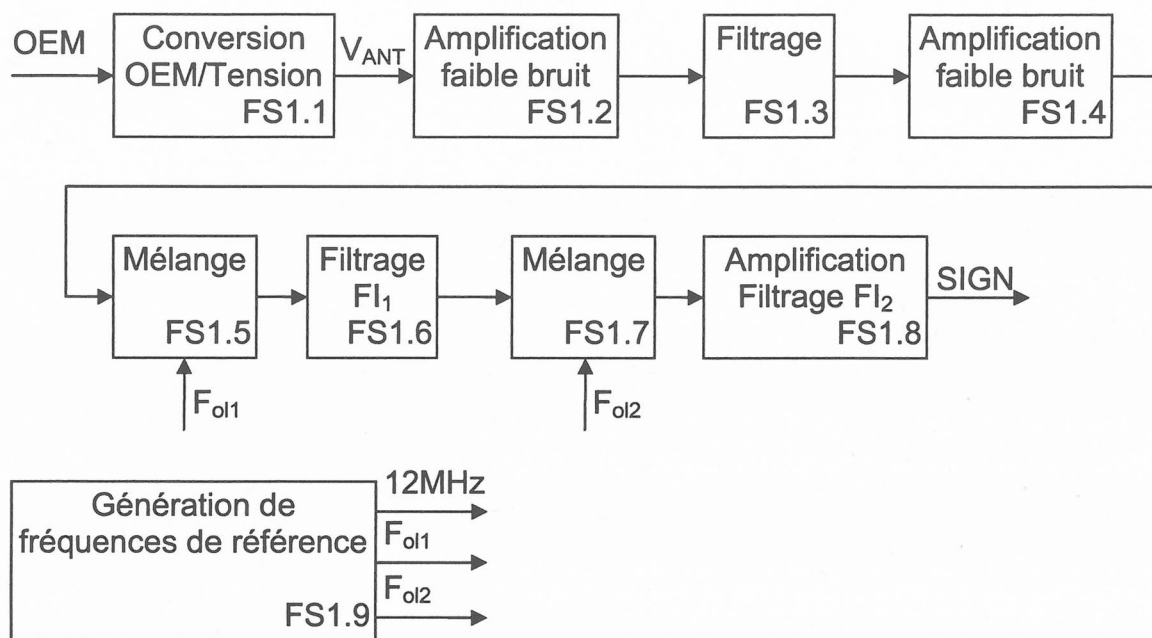 OEM
Conversion
OEM/Tension
FS1.1
V_ANT
Amplification
faible bruit
FS1.2
Filtrage
FS1.3
Amplification
faible bruit
FS1.4
Mélange
FS1.5
F_ol1
Filtrage
FI₁
FS1.6
Mélange
FS1.7
F_ol2
Amplification
Filtrage FI₂
FS1.8
SIGN
Génération de
fréquences de référence
FS1.9
12MHz
F_ol1
F_ol2